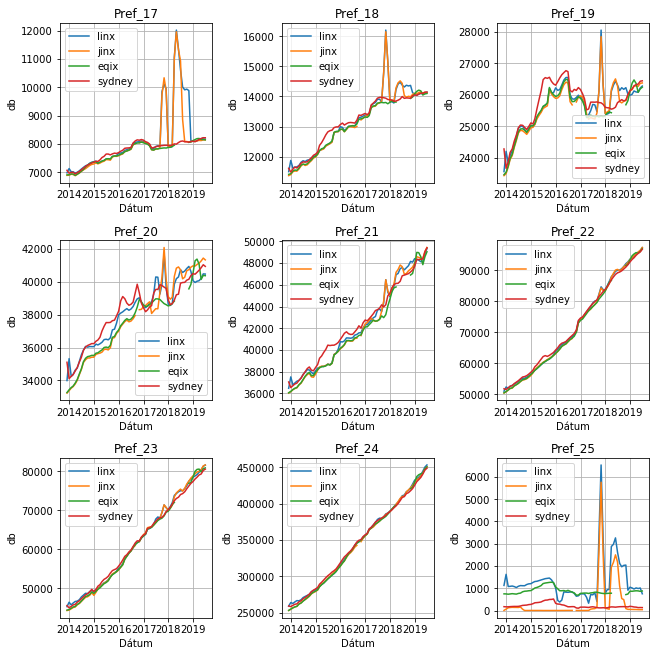 Pref_17
12000
11000
10000
9000
8000
7000
db
linx
jinx
eqix
sydney
2014 2015 2016 2017 2018 2019
Dátum
Pref_18
16000
14000
12000
db
linx
jinx
eqix
sydney
2014 2015 2016 2017 2018 2019
Dátum
Pref_19
28000
26000
24000
db
linx
jinx
eqix
sydney
2014 2015 2016 2017 2018 2019
Dátum
Pref_20
42000
40000
38000
36000
34000
db
linx
jinx
eqix
sydney
2014 2015 2016 2017 2018 2019
Dátum
Pref_21
50000
48000
46000
44000
42000
40000
38000
36000
db
linx
jinx
eqix
sydney
2014 2015 2016 2017 2018 2019
Dátum
Pref_22
90000
80000
70000
60000
50000
db
linx
jinx
eqix
sydney
2014 2015 2016 2017 2018 2019
Dátum
Pref_23
80000
70000
60000
50000
db
linx
jinx
eqix
sydney
2014 2015 2016 2017 2018 2019
Dátum
Pref_24
450000
400000
350000
300000
250000
db
linx
jinx
eqix
sydney
2014 2015 2016 2017 2018 2019
Dátum
Pref_25
6000
5000
4000
3000
2000
1000
0
db
linx
jinx
eqix
sydney
2014 2015 2016 2017 2018 2019
Dátum